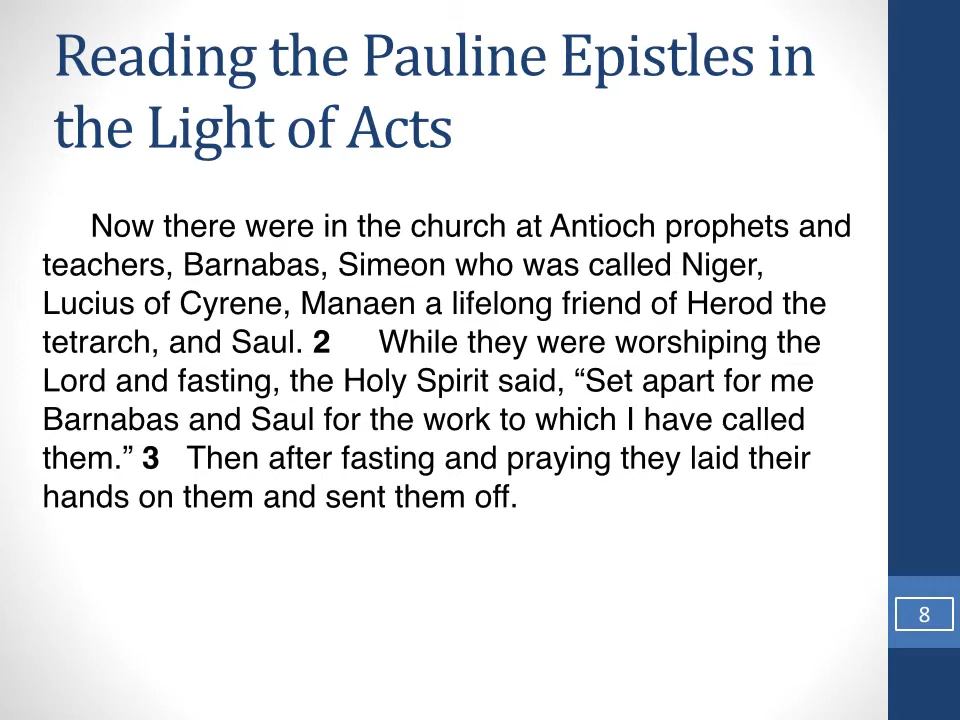 Reading the Pauline Epistles in
the Light of Acts
Now there were in the church at Antioch prophets and
teachers, Barnabas, Simeon who was called Niger,
Lucius of Cyrene, Manaen a lifelong friend of Herod the
tetrarch, and Saul. 2 While they were worshiping the
Lord and fasting, the Holy Spirit said, “Set apart for me
Barnabas and Saul for the work to which I have called
them.” 3 Then after fasting and praying they laid their
hands on them and sent them off.
8